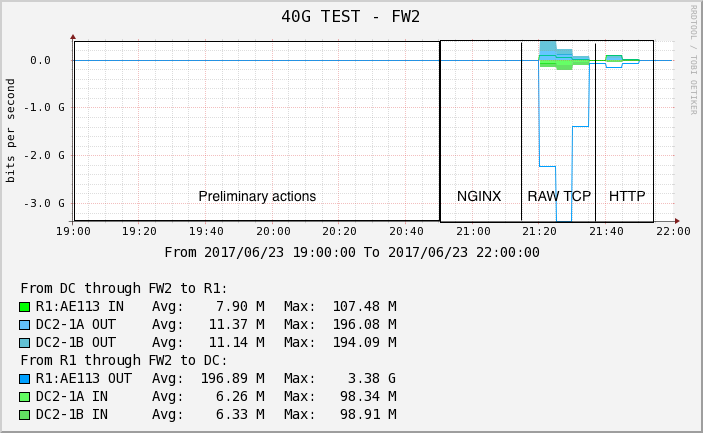 40G TEST - FW2
RRDTOOL / TOBI OETIKER
bits per second
0.0
-1.0 G
-2.0 G
-3.0 G
Preliminary actions
NGINX
RAW TCP
HTTP
19:00 19:20 19:40 20:00 20:20 20:40 21:00 21:20 21:40 22:00
From 2017/06/23 19:00:00 To 2017/06/23 22:00:00
From DC through FW2 to R1:
R1:AE113 IN Avg: 7.90 M Max: 107.48 M
DC2-1A OUT Avg: 11.37 M Max: 196.08 M
DC2-1B OUT Avg: 11.14 M Max: 194.09 M
From R1 through FW2 to DC:
R1:AE113 OUT Avg: 196.89 M Max: 3.38 G
DC2-1A IN Avg: 6.26 M Max: 98.34 M
DC2-1B IN Avg: 6.33 M Max: 98.91 M